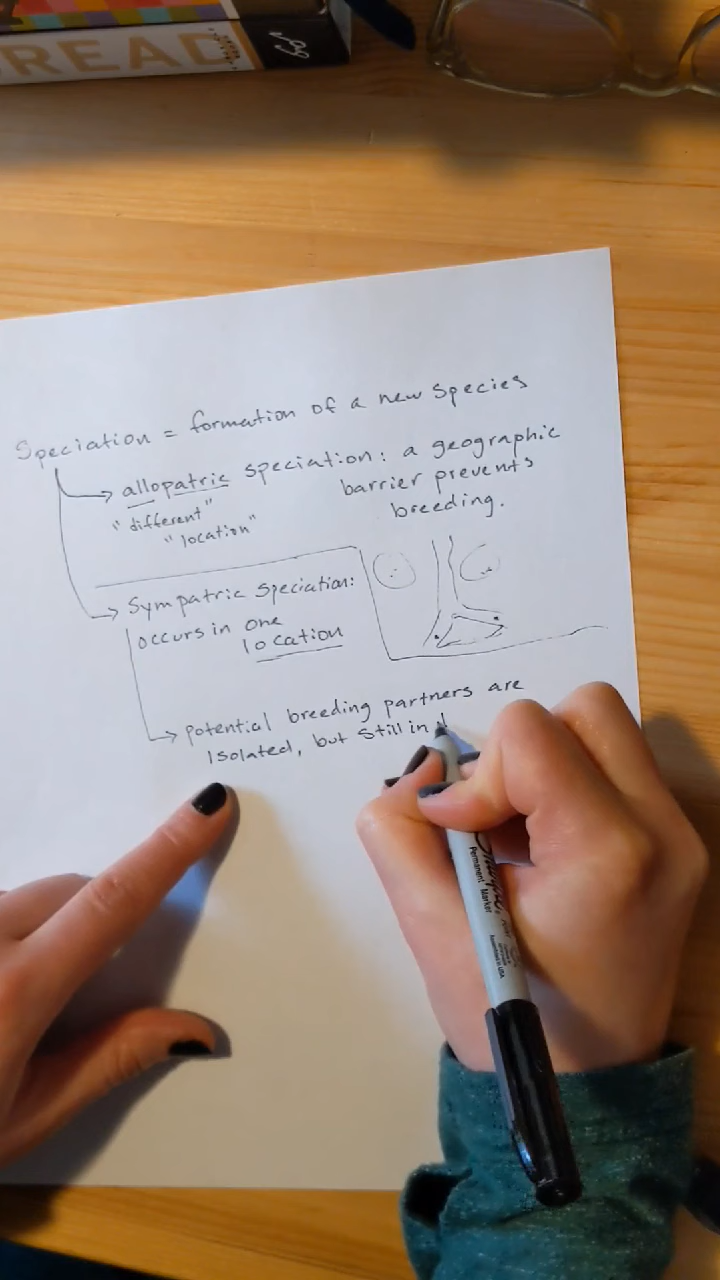 READ
Speciation = formation of a new species
allopatric speciation: a geographic
barrier prevents
breeding.
"different"
"location"
Sympatric Speciation:
occurs in one
location
potential breeding partners are
Isolated, but still in
Sharpie
Permanent Marker